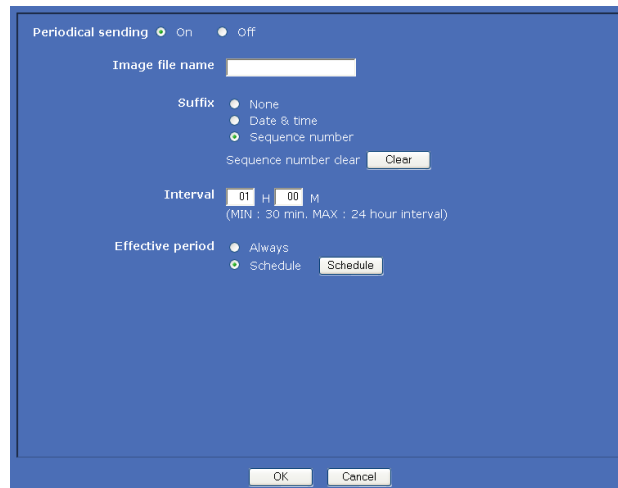 Periodical sending On Off
Image file name
Suffix None
Date & time
Sequence number
Sequence number clear Clear
Interval 01 H 00 M
(MIN : 30 min. MAX : 24 hour interval)
Effective period Always
Schedule Schedule
OK Cancel